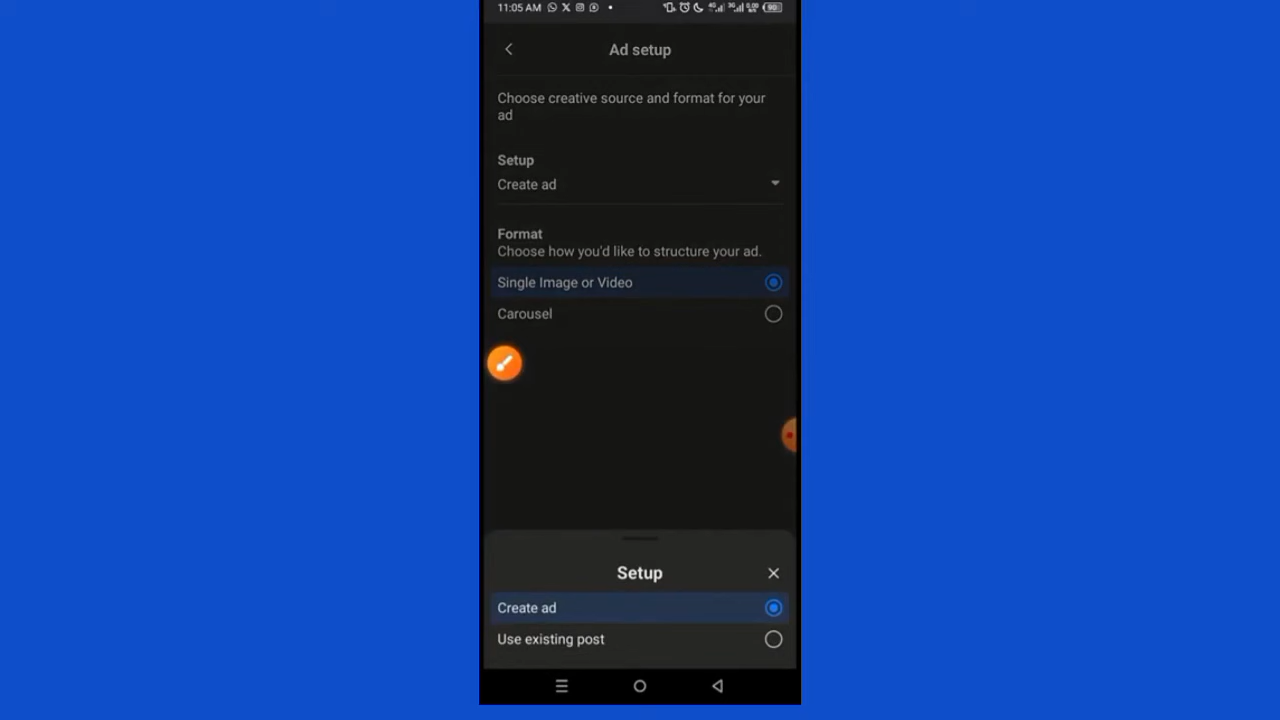 11:05 AM
Ad setup
Choose creative source and format for your
ad
Setup
Create ad
Format
Choose how you'd like to structure your ad.
Single Image or Video
Carousel
Setup
Create ad
Use existing post